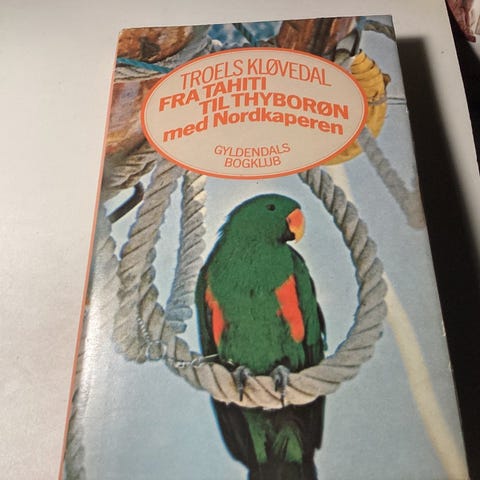 TROELS KLØVEDAL
FRA TAHITI
TIL THYBORØN
med Nordkaperen
GYLDENDALS
BOGKLUB